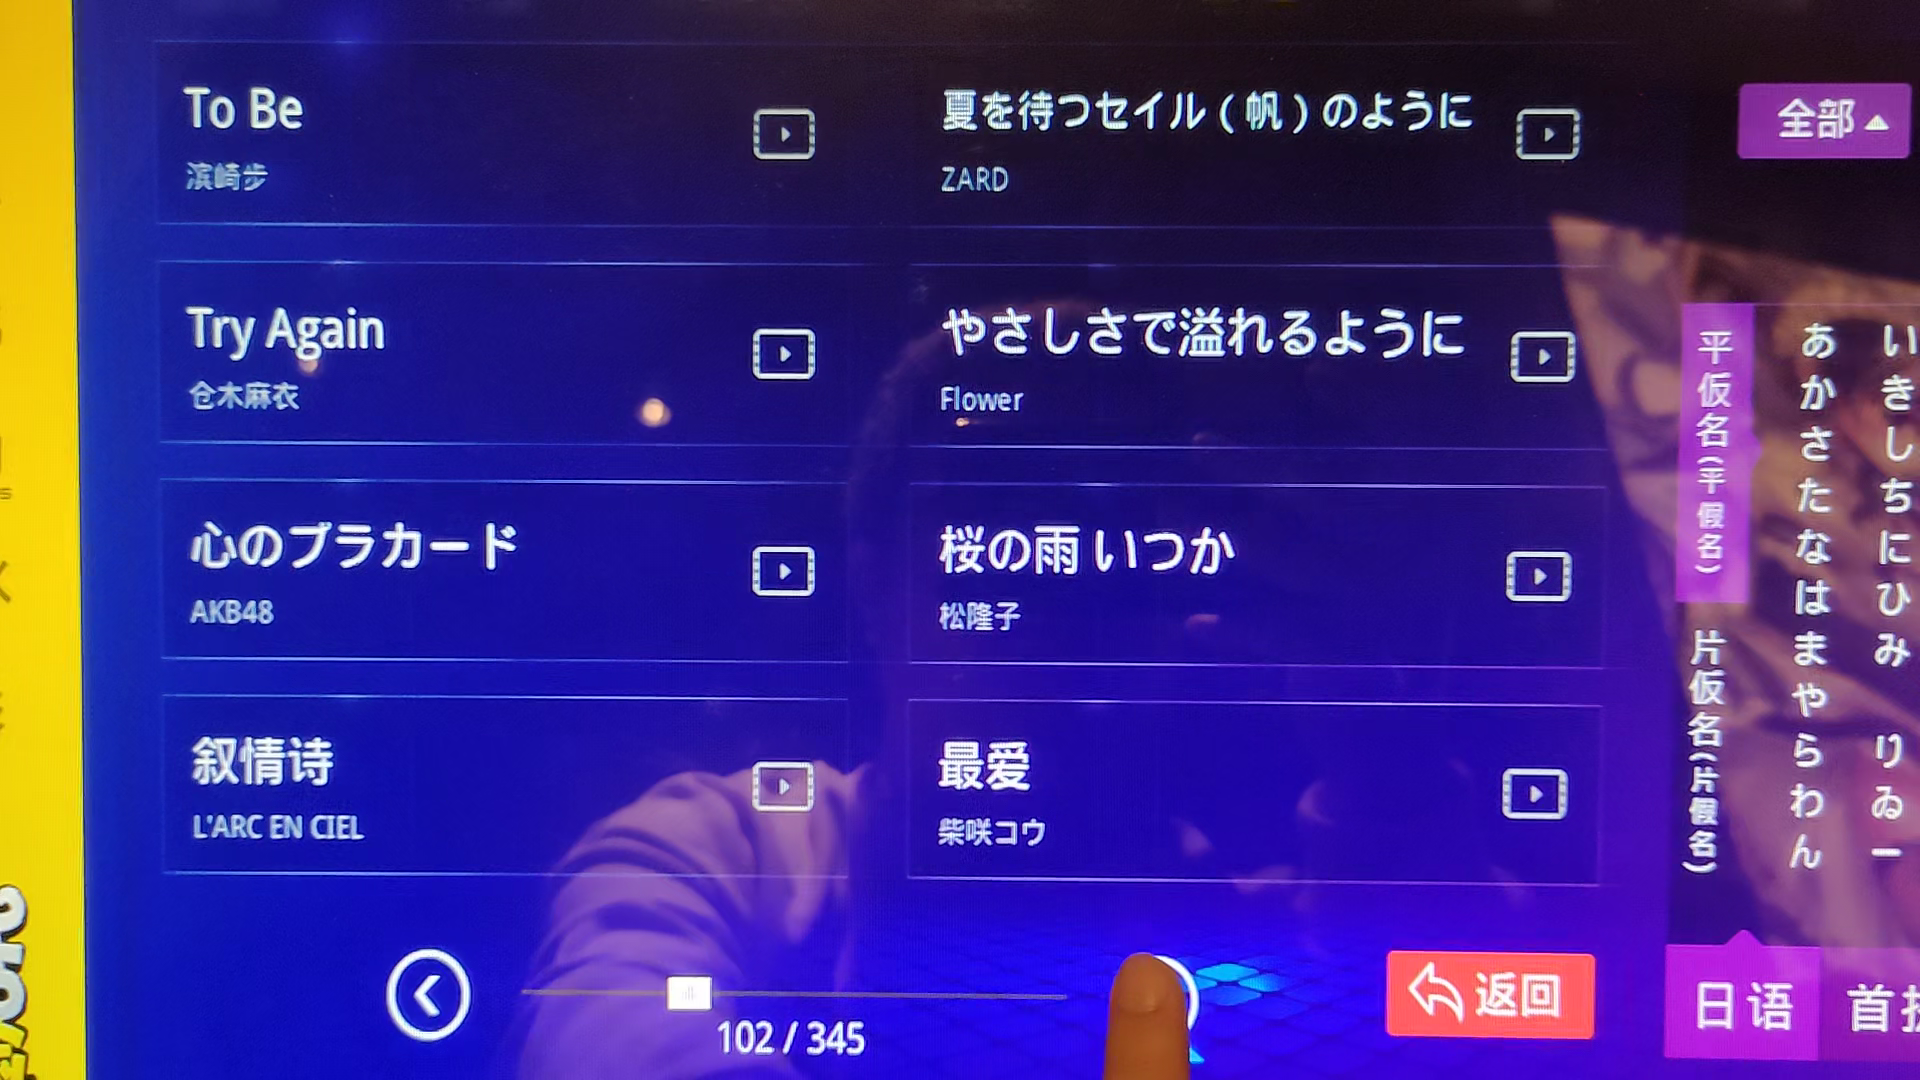 To Be
滨崎步
夏を待つセイル(帆)のように
ZARD
全部
Try Again
仓木麻衣
やさしさで溢れるように
Flower
心のプラカード
AKB48
桜の雨 いつか
松隆子
叙情诗
L'ARC EN CIEL
最爱
柴咲コウ
平仮名(平假名)
片仮名(片假名)
あかさたなはまやらわん
いきしちにひみ りゐー
102 / 345
返回
日语
首